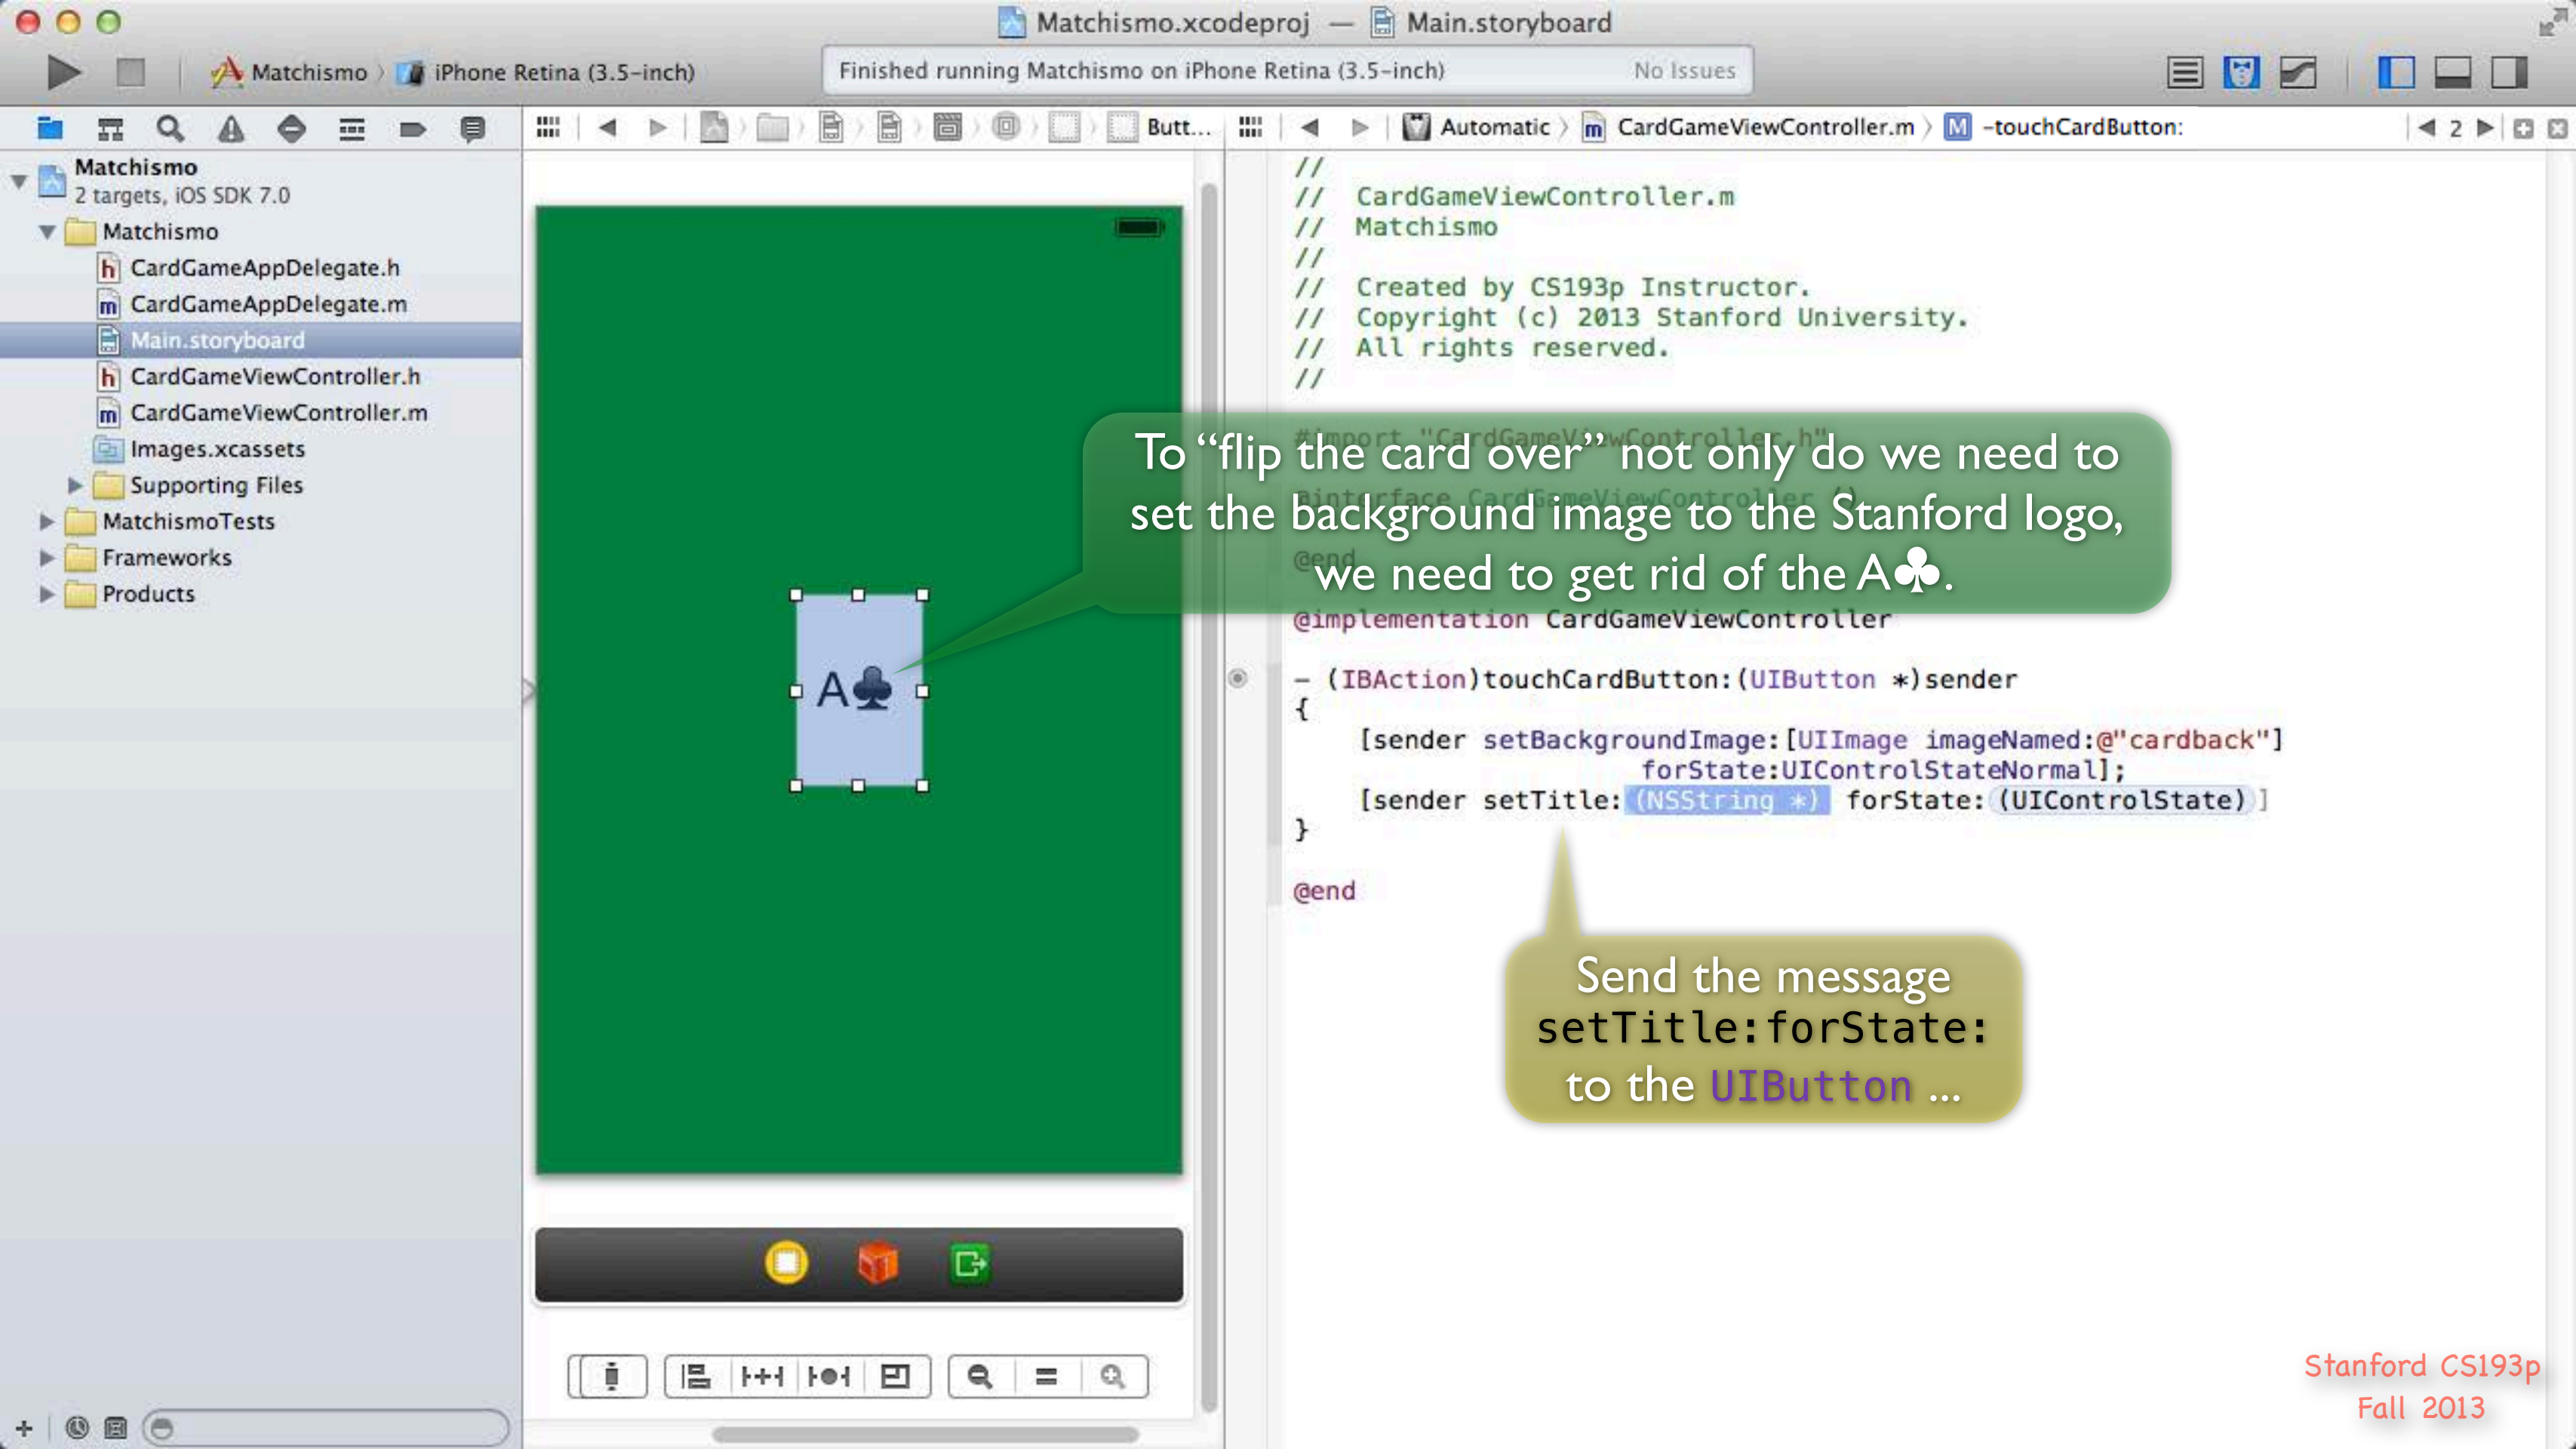 Matchismo.xcodeproj — Main.storyboard
Matchismo
iPhone Retina (3.5-inch)
Finished running Matchismo on iPhone Retina (3.5-inch)
No Issues
Butt...
Automatic
CardGameViewController.m
M
-touchCardButton:
2
Matchismo
2 targets, iOS SDK 7.0
Matchismo
h CardGameAppDelegate.h
m CardGameAppDelegate.m
Main.storyboard
h CardGameViewController.h
m CardGameViewController.m
Images.xcassets
Supporting Files
MatchismoTests
Frameworks
Products
A♣
//
//  CardGameViewController.m
//  Matchismo
//
//  Created by CS193p Instructor.
//  Copyright (c) 2013 Stanford University.
//  All rights reserved.
//
#import "CardGameViewController.h"
@interface CardGameViewController ()
@end
To “flip the card over” not only do we need to
set the background image to the Stanford logo,
we need to get rid of the A♣.
@implementation CardGameViewController
- (IBAction)touchCardButton:(UIButton *)sender
{
[sender setBackgroundImage:[UIImage imageNamed:@"cardback"]
forState:UIControlStateNormal];
[sender setTitle:(NSString *) forState:(UIControlState)]
}
@end
Send the message
setTitle:forState:
to the UIButton ...
Stanford CS193p
Fall 2013